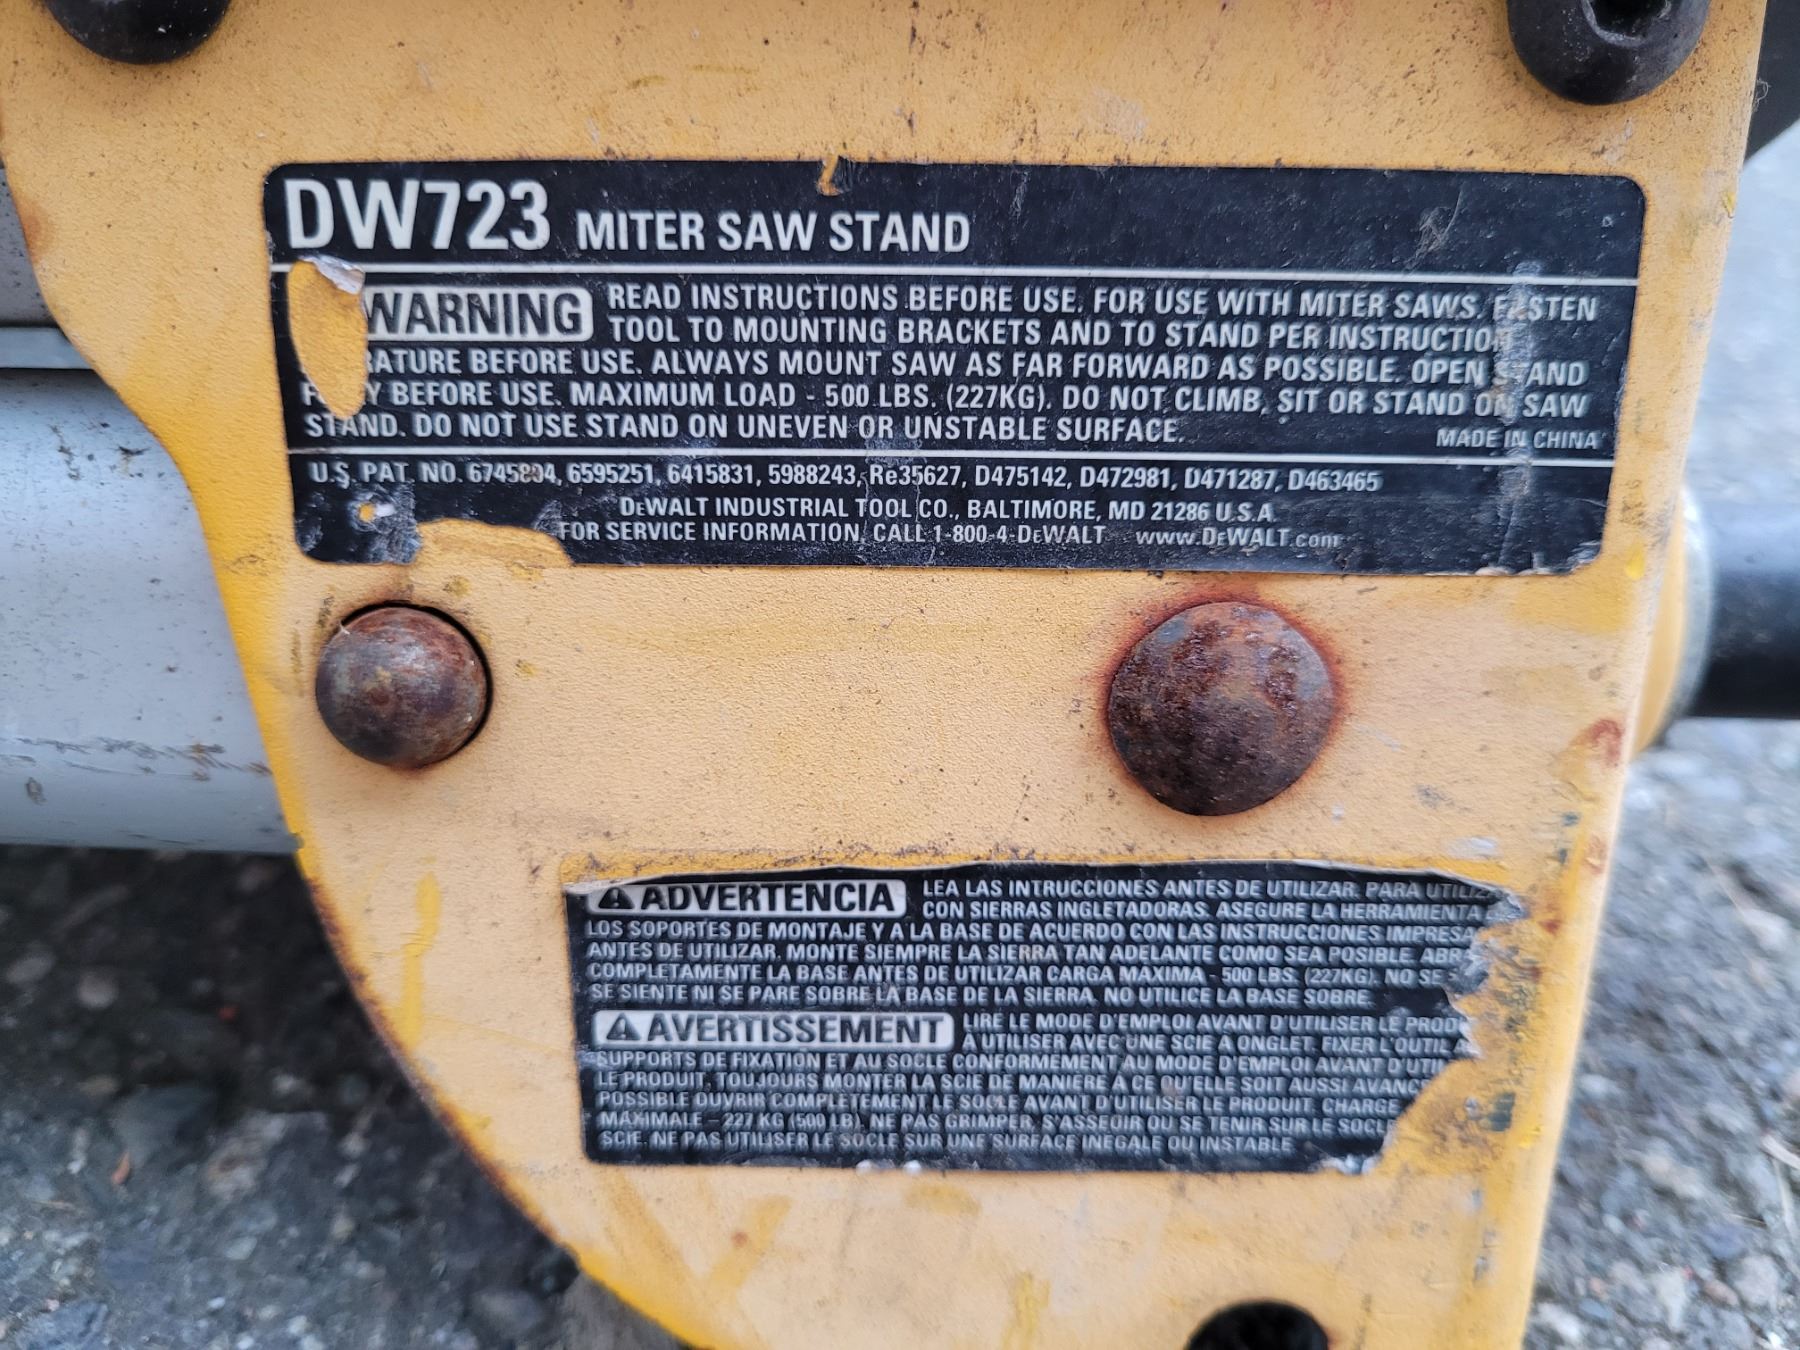 DW723 MITER SAW STAND
WARNING READ INSTRUCTIONS BEFORE USE. FOR USE WITH MITER SAWS. FASTEN
TOOL TO MOUNTING BRACKETS AND TO STAND PER INSTRUCTION
RATURE BEFORE USE. ALWAYS MOUNT SAW AS FAR FORWARD AS POSSIBLE. OPEN STAND
BEFORE USE. MAXIMUM LOAD - 500 LBS. (227KG). DO NOT CLIMB, SIT OR STAND ON SAW
STAND. DO NOT USE STAND ON UNEVEN OR UNSTABLE SURFACE.
MADE IN CHINA
U.S. PAT. NO. 6745804, 6595251, 6415831, 5988243, Re35627, D475142, D472981, D471287, D463465
DEWALT INDUSTRIAL TOOL CO., BALTIMORE, MD 21286 U.S.A
FOR SERVICE INFORMATION, CALL 1-800-4-DEWALT www.DEWALT.com
ADVERTENCIA LEA LAS INTRUCCIONES ANTES DE UTILIZAR. PARA UTILIZ
CON SIERRAS INGLETADORAS. ASEGURE LA HERRAMIENTA
LOS SOPORTES DE MONTAJE Y A LA BASE DE ACUERDO CON LAS INSTRUCCIONES IMPRESA
ANTES DE UTILIZAR. MONTE SIEMPRE LA SIERRA TAN ADELANTE COMO SEA POSIBLE. ABR
COMPLETAMENTE LA BASE ANTES DE UTILIZAR CARGA MAXIMA - 500 LBS. (227KG). NO SE
SE SIENTE NI SE PARE SOBRE LA BASE DE LA SIERRA. NO UTILICE LA BASE SOBRE.
AVERTISSEMENT LIRE LE MODE D'EMPLOI AVANT D'UTILISER LE PROD
À UTILISER AVEC UNE SCIE À ONGLET. FIXER L'OUTIL
SUPPORTS DE FIXATION ET AU SOCLE CONFORMEMENT AU MODE D'EMPLOI AVANT D'UTI
LE PRODUIT. TOUJOURS MONTER LA SCIE DE MANIÈRE À CE QU'ELLE SOIT AUSSI AVANC
POSSIBLE OUVRIR COMPLETEMENT LE SOCLE AVANT D'UTILISER LE PRODUIT. CHARGE
MAXIMALE - 227 KG (500 LB). NE PAS GRIMPER, S'ASSEOIR OU SE TENIR SUR LE SOCL
SCIE. NE PAS UTILISER LE SOCLE SUR UNE SURFACE INEGALE OU INSTABLE